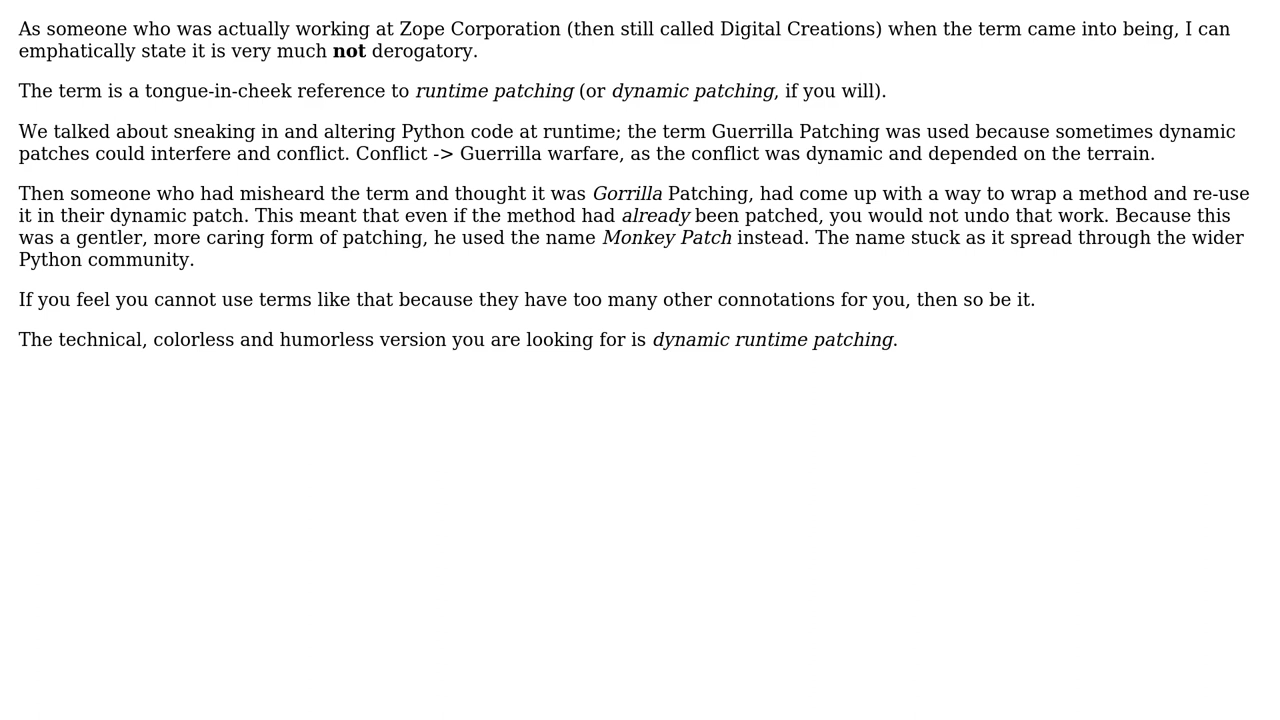 As someone who was actually working at Zope Corporation (then still called Digital Creations) when the term came into being, I can
emphatically state it is very much not derogatory.
The term is a tongue-in-cheek reference to runtime patching (or dynamic patching, if you will).
We talked about sneaking in and altering Python code at runtime; the term Guerrilla Patching was used because sometimes dynamic
patches could interfere and conflict. Conflict -> Guerrilla warfare, as the conflict was dynamic and depended on the terrain.
Then someone who had misheard the term and thought it was Gorrilla Patching, had come up with a way to wrap a method and re-use
it in their dynamic patch. This meant that even if the method had already been patched, you would not undo that work. Because this
was a gentler, more caring form of patching, he used the name Monkey Patch instead. The name stuck as it spread through the wider
Python community.
If you feel you cannot use terms like that because they have too many other connotations for you, then so be it.
The technical, colorless and humorless version you are looking for is dynamic runtime patching.